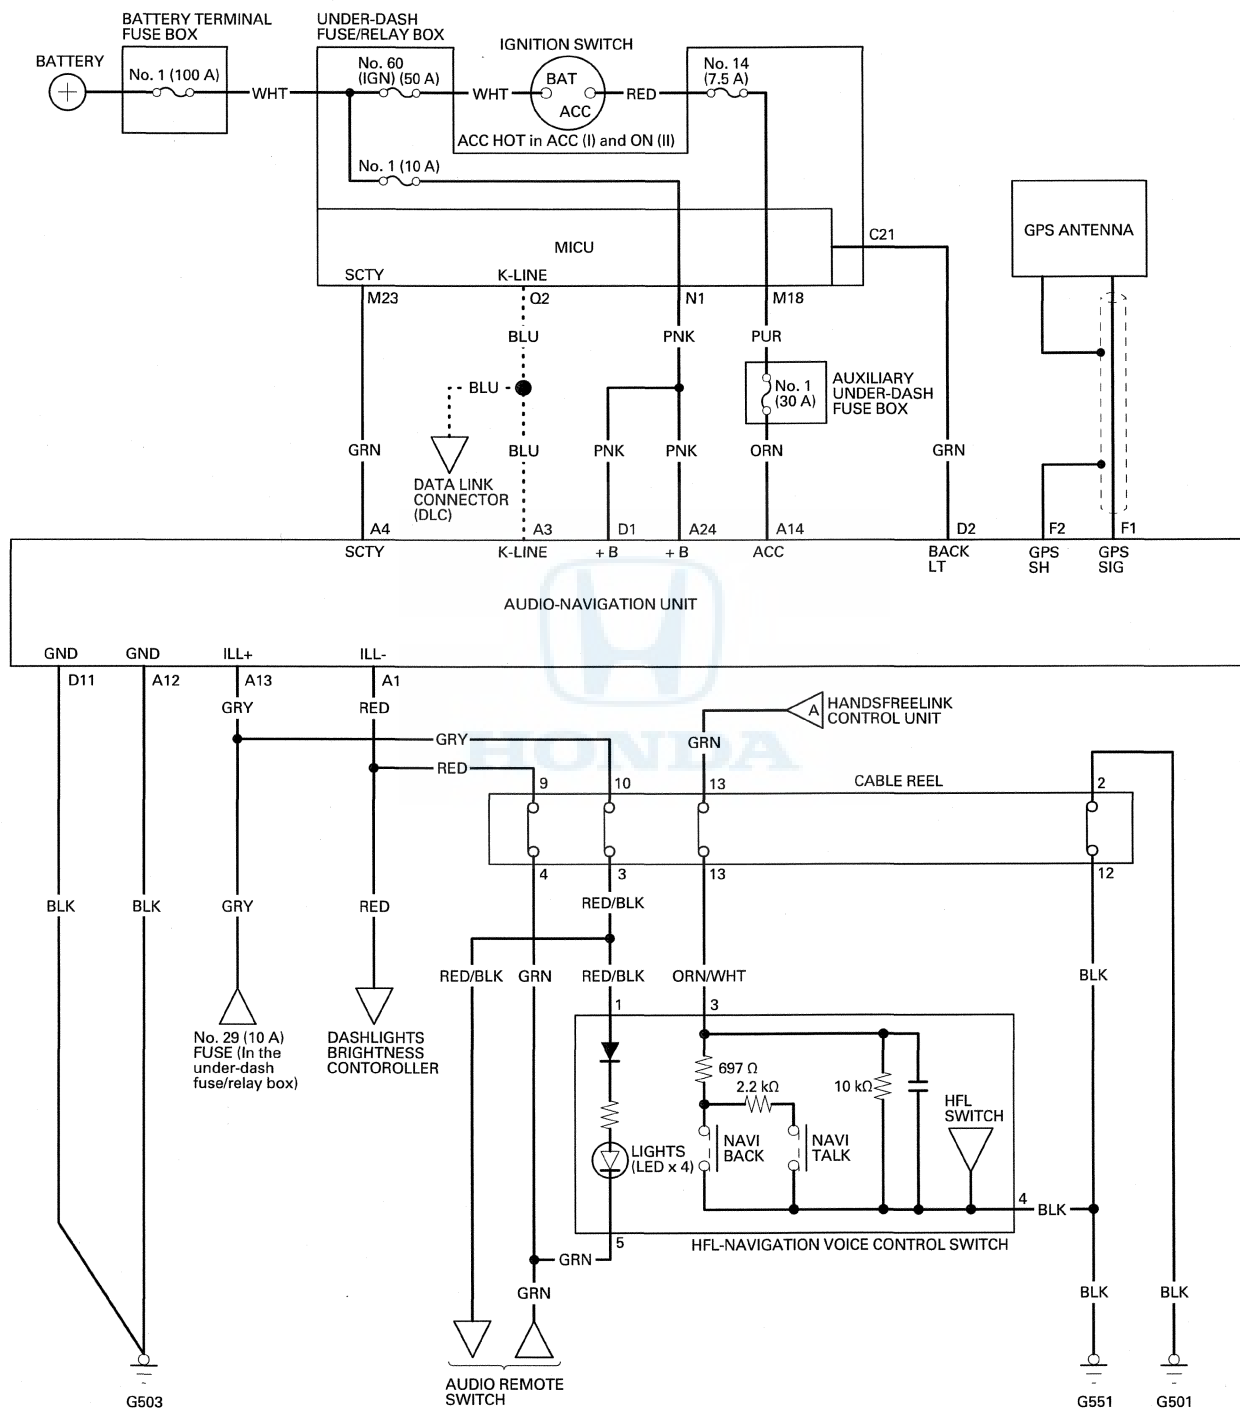 BATTERY TERMINAL
FUSE BOX
UNDER-DASH
FUSE/RELAY BOX
IGNITION SWITCH
BATTERY
No. 1 (100 A)
WHT
No. 60
(IGN) (50 A)
WHT
BAT
ACC
RED
No. 14
(7.5 A)
ACC HOT in ACC (I) and ON (II)
No. 1 (10 A)
MICU
C21
GPS ANTENNA
SCTY
K-LINE
M23
Q2
N1
M18
BLU
PNK
PUR
BLU
No. 1
(30 A)
AUXILIARY
UNDER-DASH
FUSE BOX
GRN
BLU
PNK
PNK
ORN
GRN
DATA LINK
CONNECTOR
(DLC)
A4
A3
D1
A24
A14
D2
F2
F1
SCTY
K-LINE
+ B
+ B
ACC
BACK
LT
GPS
SH
GPS
SIG
AUDIO-NAVIGATION UNIT
GND
GND
ILL+
ILL-
D11
A12
A13
A1
GRY
RED
A
HANDSFREELINK
CONTROL UNIT
GRY
GRN
HONDA
RED
9
10
13
CABLE REEL
2
4
3
13
12
BLK
BLK
GRY
RED
RED/BLK
RED/BLK
GRN
RED/BLK
ORN/WHT
BLK
1
3
No. 29 (10 A)
FUSE (In the
under-dash
fuse/relay box)
DASHLIGHTS
BRIGHTNESS
CONTOROLLER
697 Ω
2.2 kΩ
10 kΩ
HFL
SWITCH
LIGHTS
(LED x 4)
NAVI
BACK
NAVI
TALK
4
BLK
5
HFL-NAVIGATION VOICE CONTROL SWITCH
GRN
GRN
BLK
BLK
AUDIO REMOTE
SWITCH
G503
G551
G501